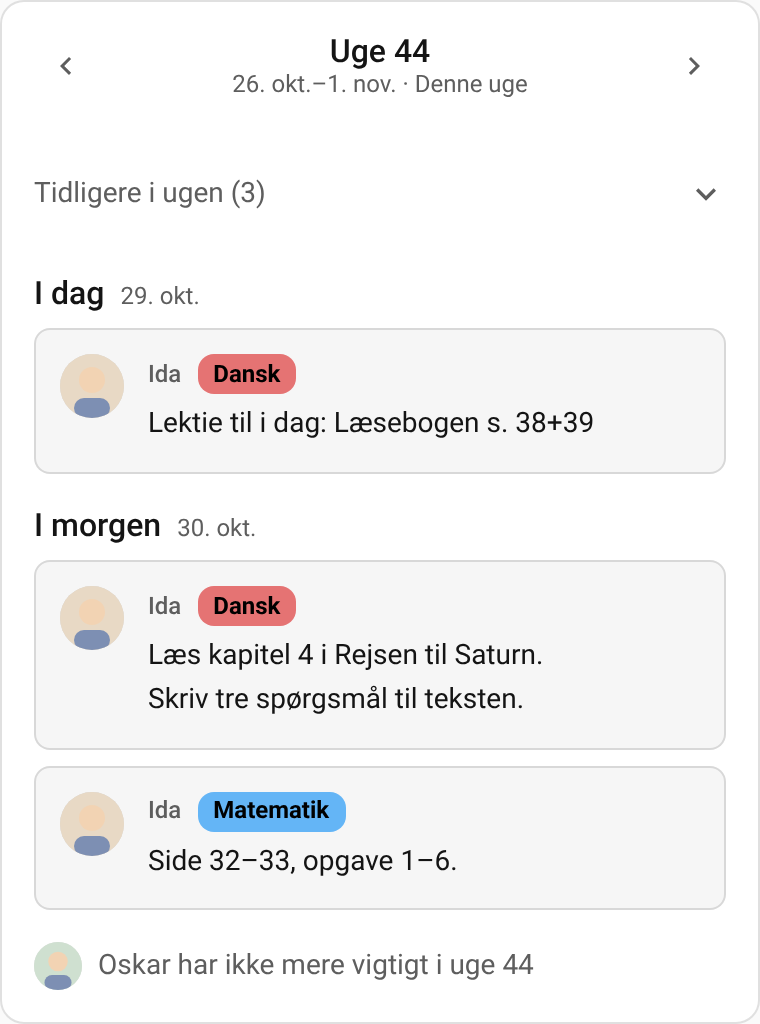 Uge 44
26. okt.–1. nov. · Denne uge
Tidligere i ugen (3)
I dag 29. okt.
Ida Dansk
Lektie til i dag: Læsebogen s. 38+39
I morgen 30. okt.
Ida Dansk
Læs kapitel 4 i Rejsen til Saturn.
Skriv tre spørgsmål til teksten.
Ida Matematik
Side 32–33, opgave 1–6.
Oskar har ikke mere vigtigt i uge 44